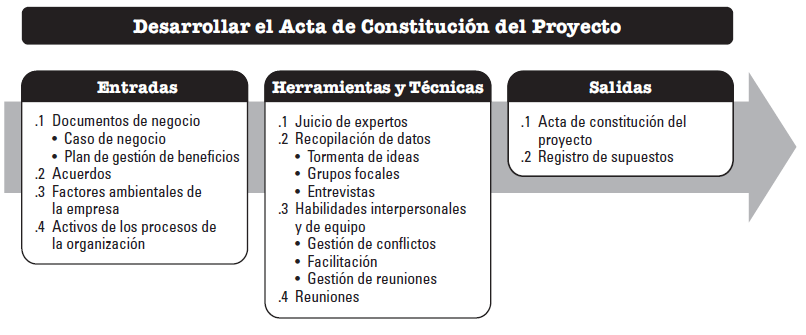 Desarrollar el Acta de Constitución del Proyecto
Entradas
.1 Documentos de negocio
• Caso de negocio
• Plan de gestión de beneficios
.2 Acuerdos
.3 Factores ambientales de
la empresa
.4 Activos de los procesos de
la organización
Herramientas y Técnicas
.1 Juicio de expertos
.2 Recopilación de datos
• Tormenta de ideas
• Grupos focales
• Entrevistas
.3 Habilidades interpersonales
y de equipo
• Gestión de conflictos
• Facilitación
• Gestión de reuniones
.4 Reuniones
Salidas
.1 Acta de constitución del
proyecto
.2 Registro de supuestos